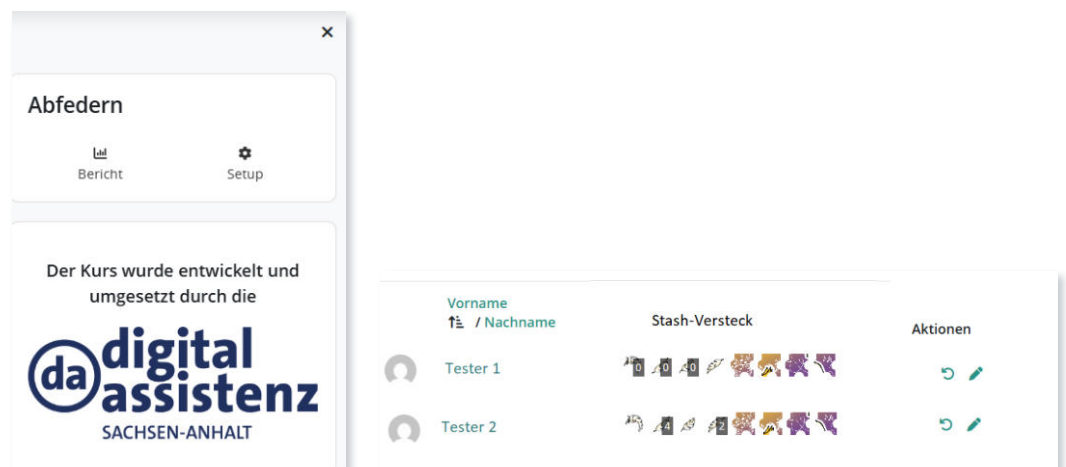 ×
Abfedern
Bericht Setup
Der Kurs wurde entwickelt und
umgesetzt durch die
da digital
assistenz
SACHSEN-ANHALT
Vorname
/ Nachname Stash-Versteck Aktionen
Tester 1 0 0 0
Tester 2 4 2